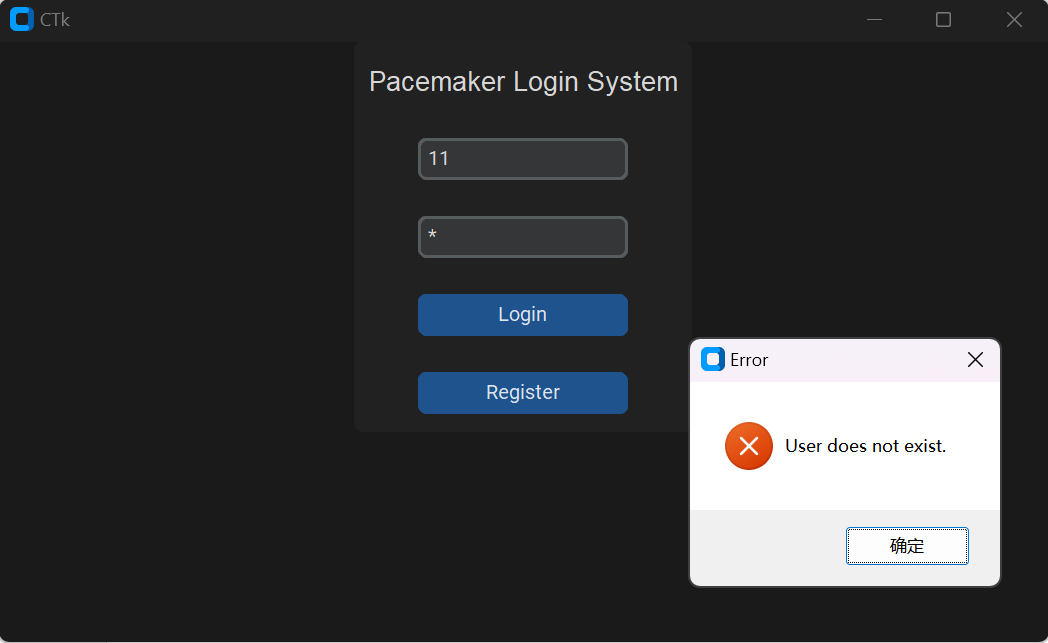 CTk
Pacemaker Login System
11
*
Login
Register
Error
User does not exist.
确定